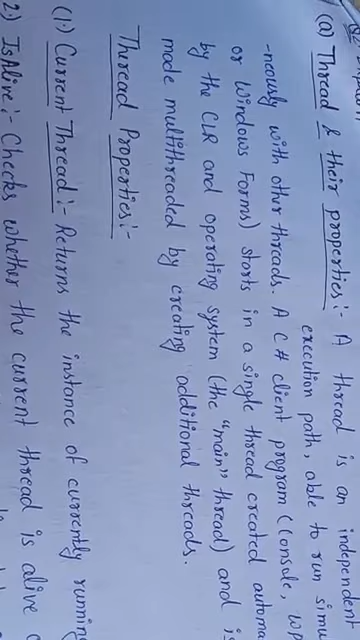 (a) Thread & their properties:- A thread is an independent
execution path, able to run simu
-nously with other threads. A C# client program (Console, WP
or Windows Forms) starts in a single thread created autom
by the CLR and operating system (the "main" thread) and i
made multithreaded by creating additional threads.
Thread Properties:-
(1) Current Thread:- Returns the instance of currently running
2) IsAlive:- Checks whether the current thread is alive